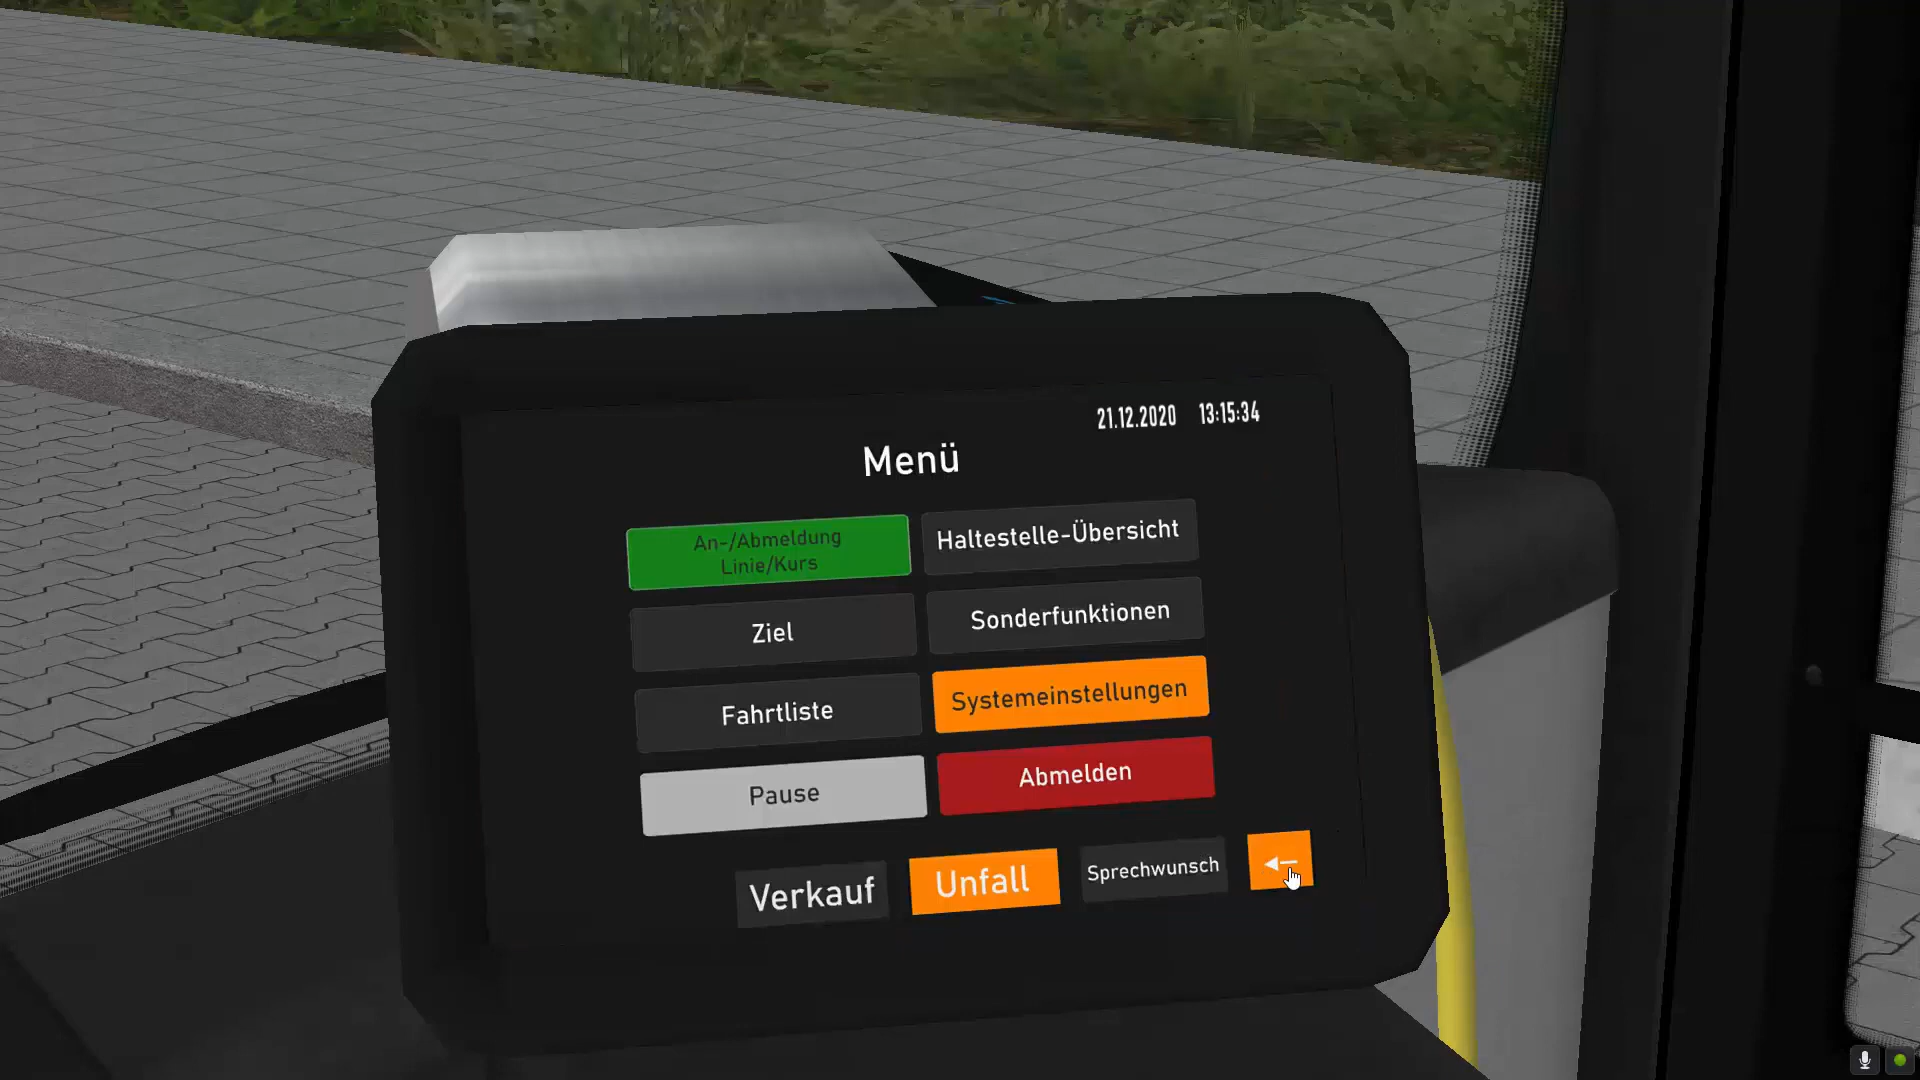 21.12.2020 13:15:34
Menü
An-/Abmeldung
Linie/Kurs
Haltestelle-Übersicht
Ziel
Sonderfunktionen
Fahrtliste
Systemeinstellungen
Pause
Abmelden
Verkauf
Unfall
Sprechwunsch